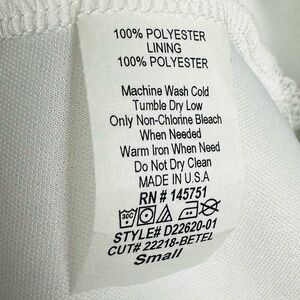 100% POLYESTER
LINING
100% POLYESTER
Machine Wash Cold
Tumble Dry Low
Only Non-Chlorine Bleach
When Needed
Warm Iron When Need
Do Not Dry Clean
MADE IN U.S.A
RN # 145751
30C
STYLE# D22620-01
CUT# 22218-BETEL
Small